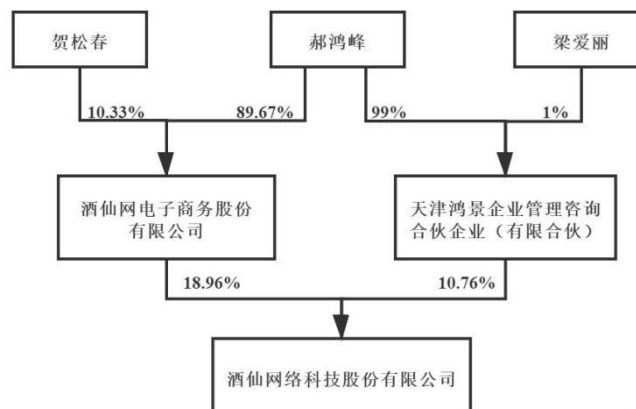 贺松春
郝鸿峰
梁爱丽
10.33%
89.67%
99%
1%
酒仙网电子商务股份
有限公司
天津鸿景企业管理咨询
合伙企业（有限合伙）
18.96%
10.76%
酒仙网络科技股份有限公司